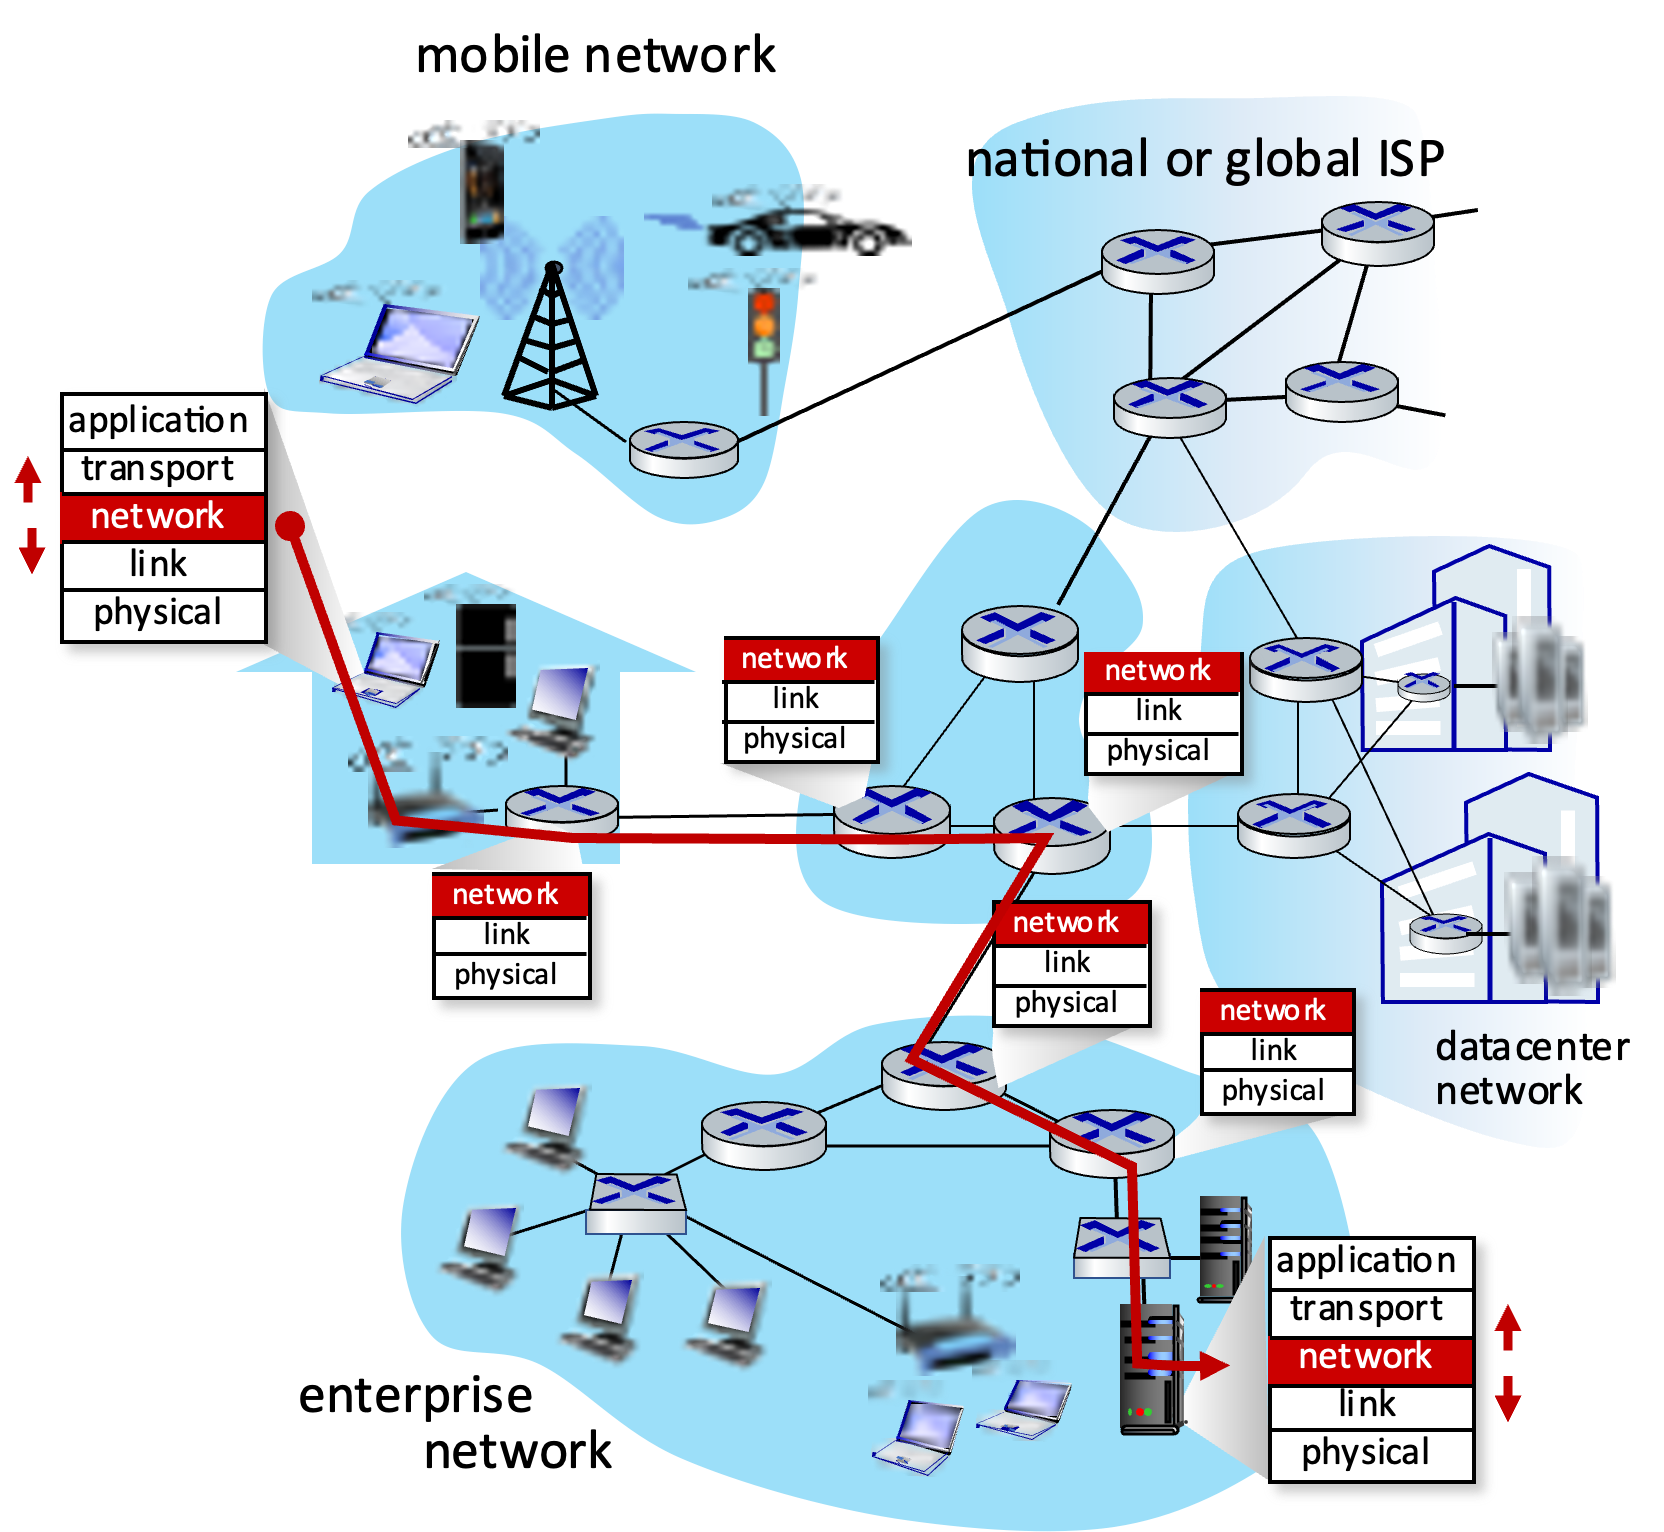 mobile network
national or global ISP
application
transport
network
link
physical
network
link
physical
network
link
physical
network
link
physical
network
link
physical
network
link
physical
datacenter
network
application
transport
network
link
physical
enterprise
network